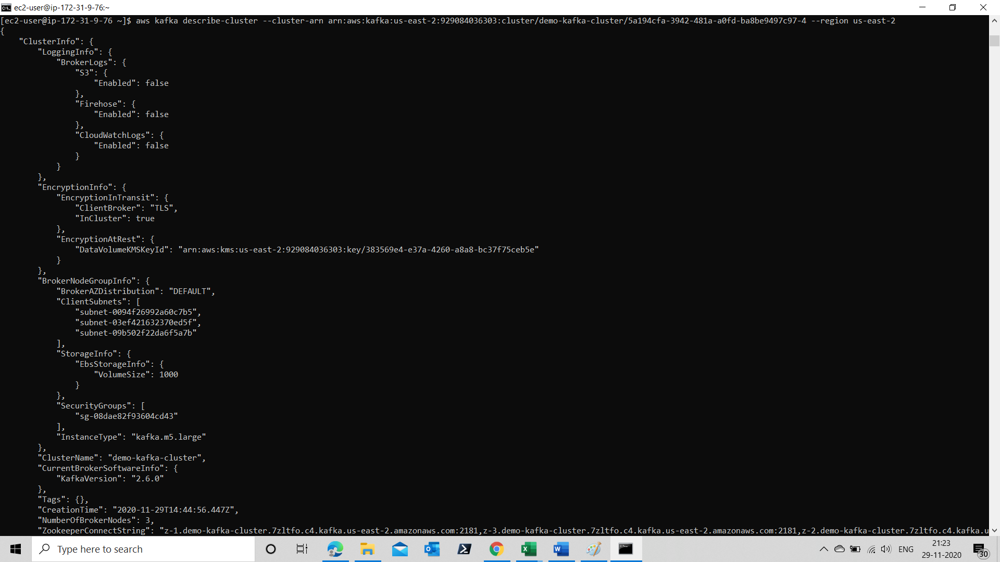 ec2-user@ip-172-31-9-76:~
[ec2-user@ip-172-31-9-76 ~]$ aws kafka describe-cluster --cluster-arn arn:aws:kafka:us-east-2:929084036303:cluster/demo-kafka-cluster/5a194cfa-3942-481a-a0fd-ba8be9497c97-4 --region us-east-2
{
    "ClusterInfo": {
        "LoggingInfo": {
            "BrokerLogs": {
                "S3": {
                    "Enabled": false
                },
                "Firehose": {
                    "Enabled": false
                },
                "CloudWatchLogs": {
                    "Enabled": false
                }
            }
        },
        "EncryptionInfo": {
            "EncryptionInTransit": {
                "ClientBroker": "TLS",
                "InCluster": true
            },
            "EncryptionAtRest": {
                "DataVolumeKMSKeyId": "arn:aws:kms:us-east-2:929084036303:key/383569e4-e37a-4260-a8a8-bc37f75ceb5e"
            }
        },
        "BrokerNodeGroupInfo": {
            "BrokerAZDistribution": "DEFAULT",
            "ClientSubnets": [
                "subnet-0094f26992a60c7b5",
                "subnet-03ef421632370ed5f",
                "subnet-09b502f22da6f5a7b"
            ],
            "StorageInfo": {
                "EbsStorageInfo": {
                    "VolumeSize": 1000
                }
            },
            "SecurityGroups": [
                "sg-08dae82f93604cd43"
            ],
            "InstanceType": "kafka.m5.large"
        },
        "ClusterName": "demo-kafka-cluster",
        "CurrentBrokerSoftwareInfo": {
            "KafkaVersion": "2.6.0"
        },
        "Tags": {},
        "CreationTime": "2020-11-29T14:44:56.447Z",
        "NumberOfBrokerNodes": 3,
        "ZookeeperConnectString": "z-1.demo-kafka-cluster.7zltfo.c4.kafka.us-east-2.amazonaws.com:2181,z-3.demo-kafka-cluster.7zltfo.c4.kafka.us-east-2.amazonaws.com:2181,z-2.demo-kafka-cluster.7zltfo.c4.kafka.u
Type here to search
ENG
21:23
29-11-2020
30